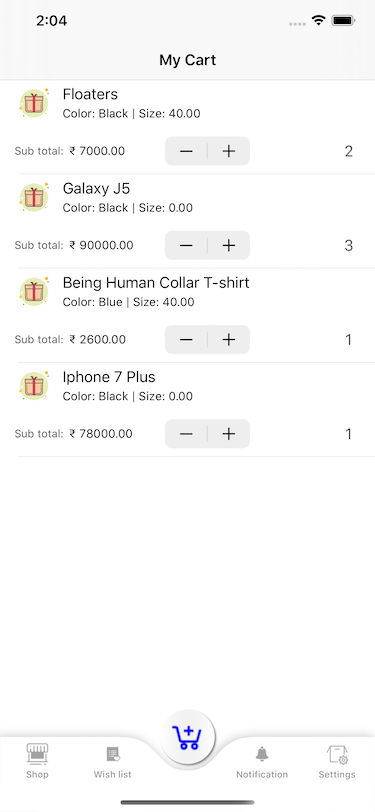 2:04
My Cart
Floaters
Color: Black | Size: 40.00
Sub total: ₹ 7000.00 − + 2
Galaxy J5
Color: Black | Size: 0.00
Sub total: ₹ 90000.00 − + 3
Being Human Collar T-shirt
Color: Blue | Size: 40.00
Sub total: ₹ 2600.00 − + 1
Iphone 7 Plus
Color: Black | Size: 0.00
Sub total: ₹ 78000.00 − + 1
Shop Wish list Notification Settings